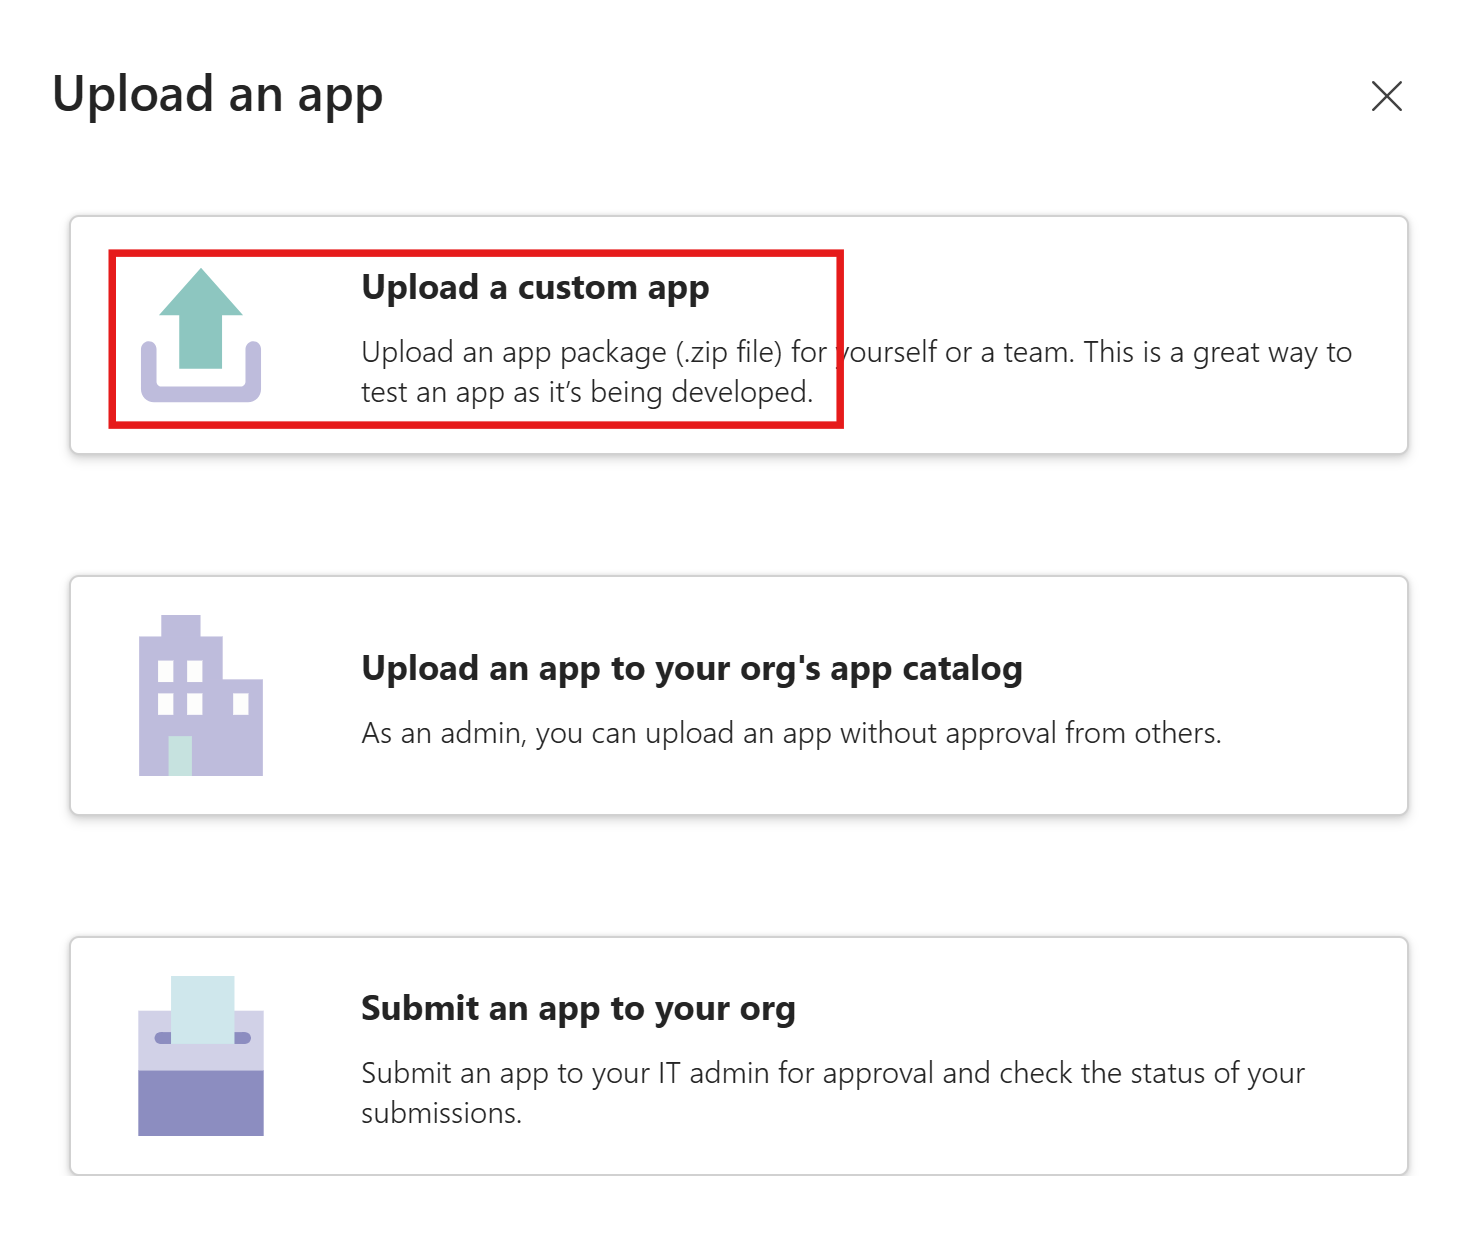 Upload an app
Upload a custom app
Upload an app package (.zip file) for yourself or a team. This is a great way to
test an app as it’s being developed.
Upload an app to your org's app catalog
As an admin, you can upload an app without approval from others.
Submit an app to your org
Submit an app to your IT admin for approval and check the status of your
submissions.